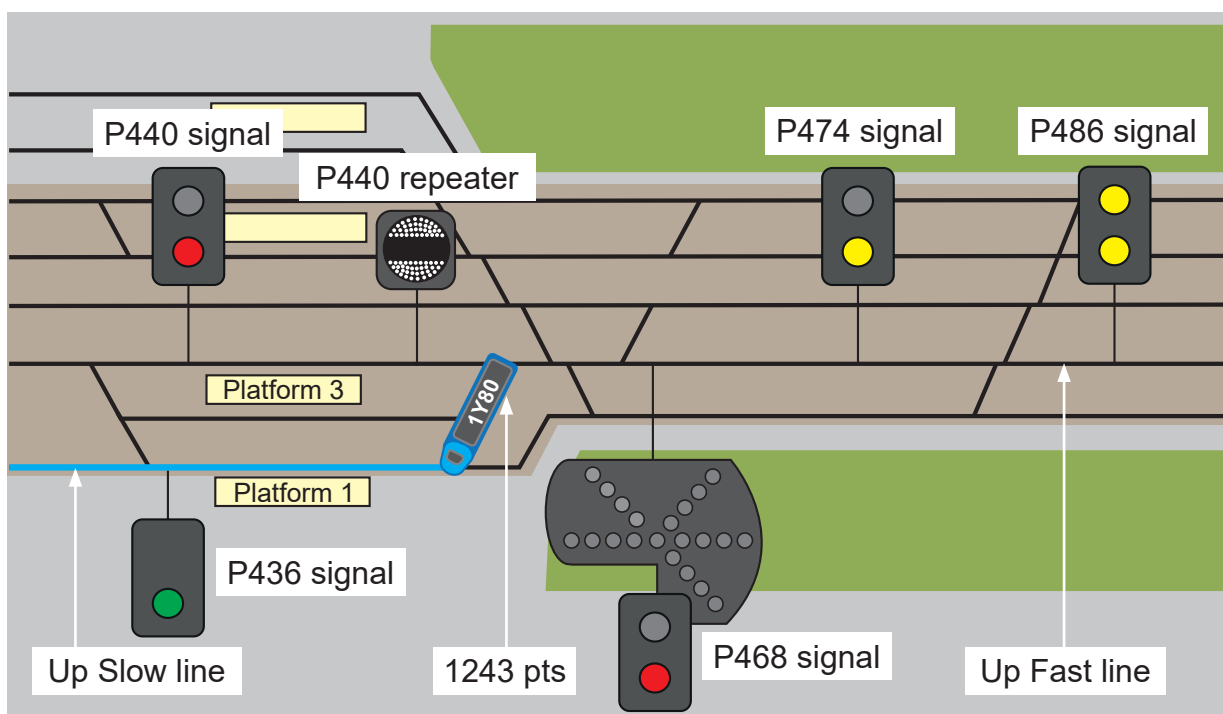 P440 signal
P440 repeater
P474 signal
P486 signal
Platform 3
1Y80
Platform 1
P436 signal
Up Slow line
1243 pts
P468 signal
Up Fast line